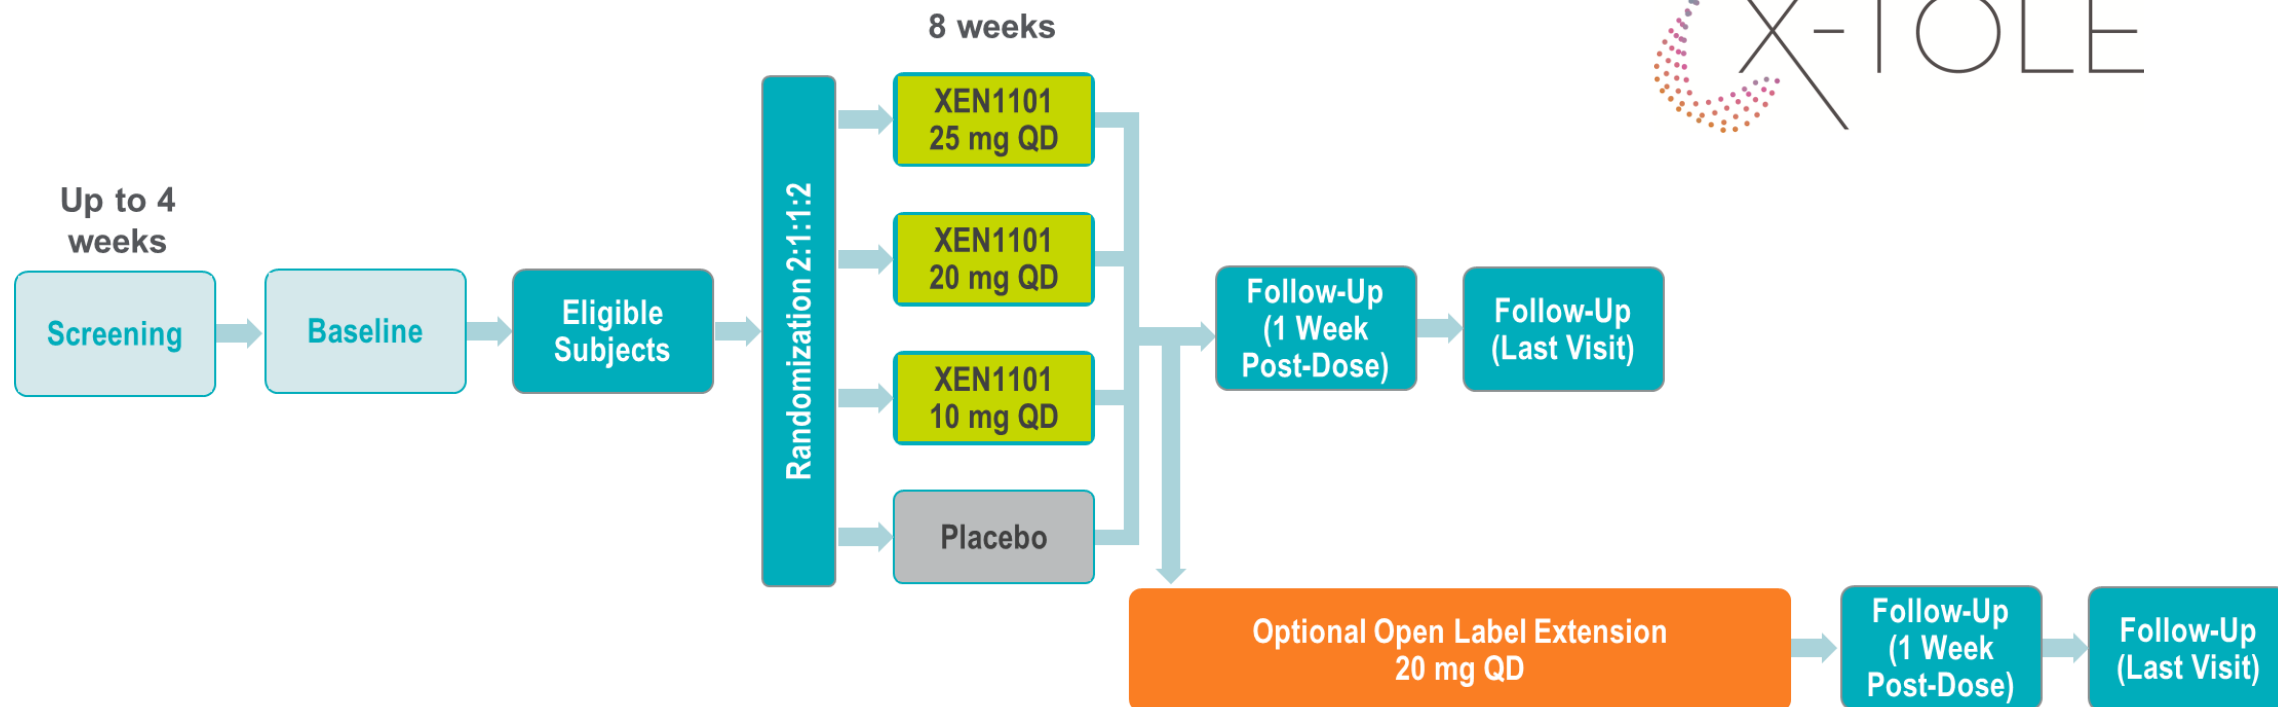 8 weeks
X-TOLE
Up to 4
weeks
Screening
Baseline
Eligible
Subjects
Randomization 2:1:1:2
XEN1101
25 mg QD
XEN1101
20 mg QD
XEN1101
10 mg QD
Placebo
Follow-Up
(1 Week
Post-Dose)
Follow-Up
(Last Visit)
Optional Open Label Extension
20 mg QD
Follow-Up
(1 Week
Post-Dose)
Follow-Up
(Last Visit)